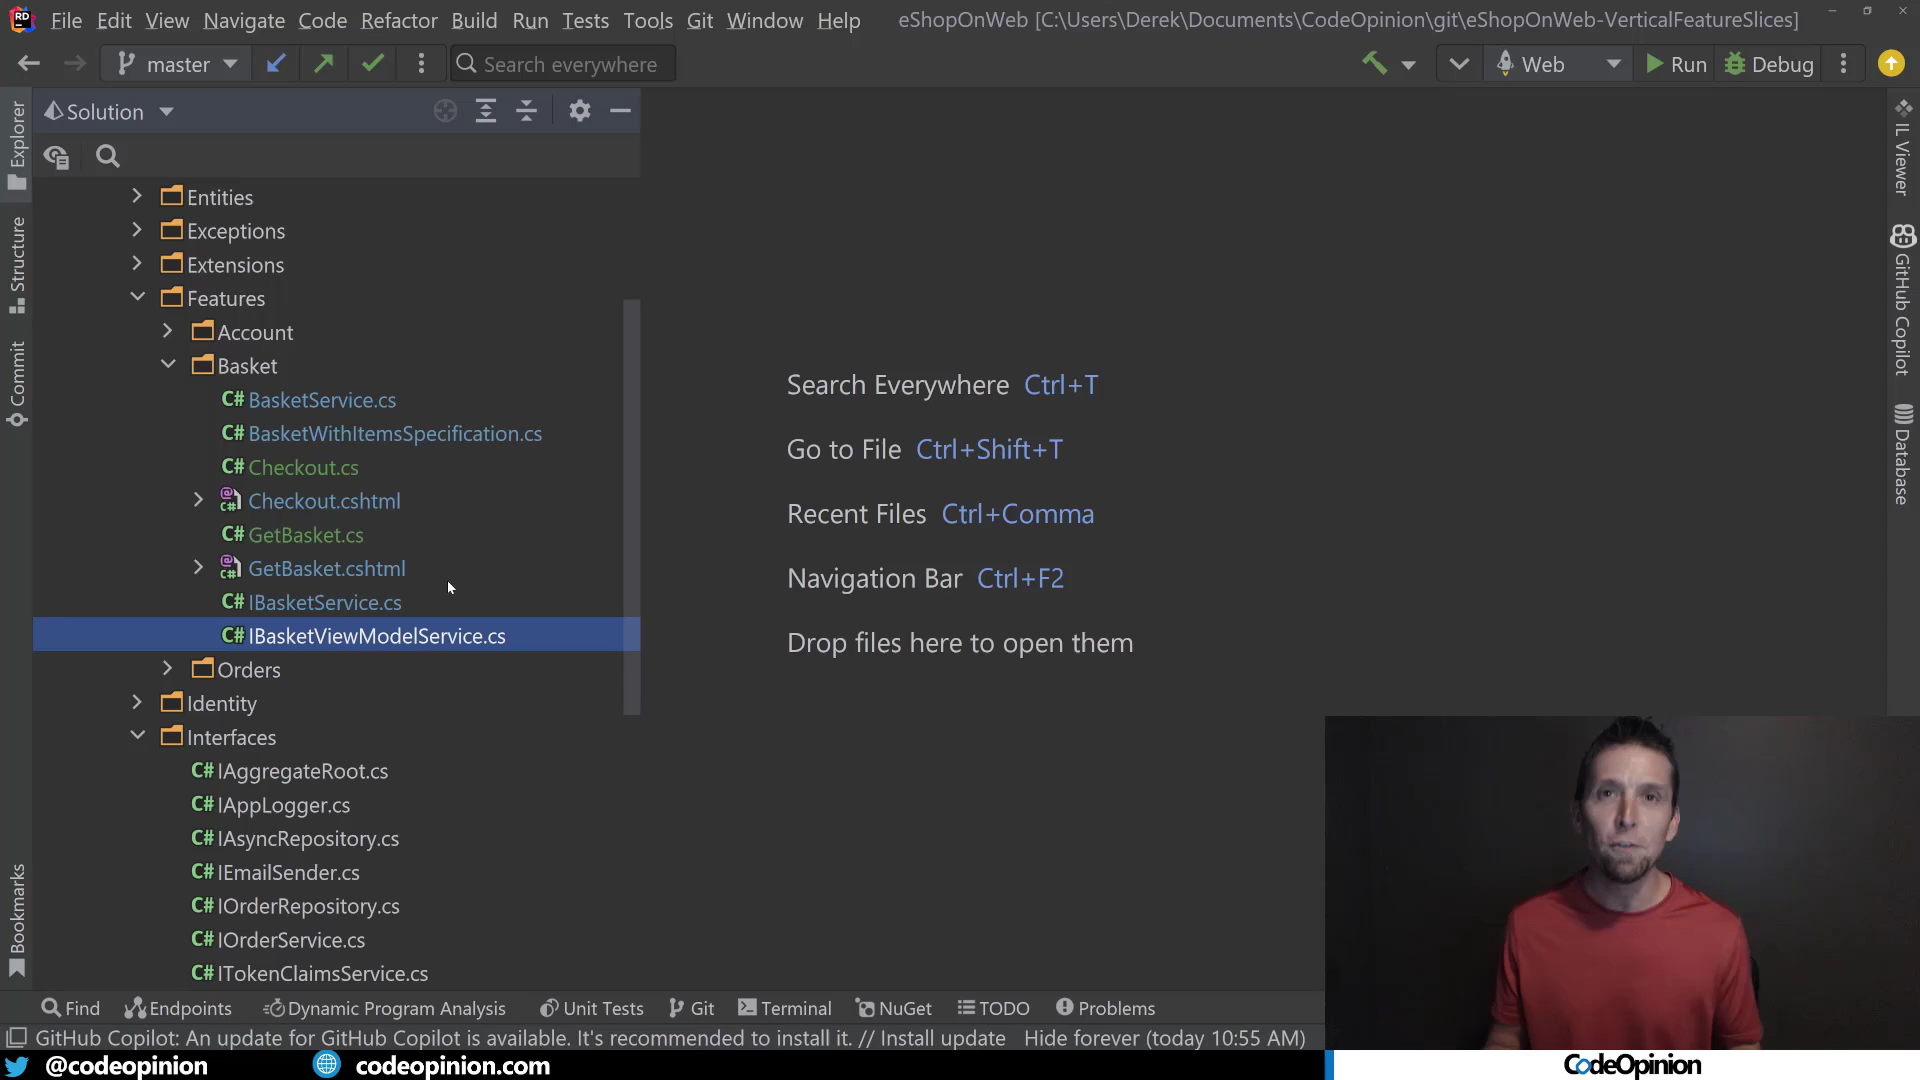 File Edit View Navigate Code Refactor Build Run Tests Tools Git Window Help eShopOnWeb [C:\Users\Derek\Documents\CodeOpinion\git\eShopOnWeb-VerticalFeatureSlices]
master Search everywhere Web Run Debug
Solution
Explorer
Structure
Commit
Bookmarks
Entities
Exceptions
Extensions
Features
Account
Basket
C# BasketService.cs
C# BasketWithItemsSpecification.cs
C# Checkout.cs
Checkout.cshtml
C# GetBasket.cs
GetBasket.cshtml
C# IBasketService.cs
C# IBasketViewModelService.cs
Orders
Identity
Interfaces
C# IAggregateRoot.cs
C# IAppLogger.cs
C# IAsyncRepository.cs
C# IEmailSender.cs
C# IOrderRepository.cs
C# IOrderService.cs
C# ITokenClaimsService.cs
Search Everywhere Ctrl+T
Go to File Ctrl+Shift+T
Recent Files Ctrl+Comma
Navigation Bar Ctrl+F2
Drop files here to open them
IL Viewer
GitHub Copilot
Database
Find Endpoints Dynamic Program Analysis Unit Tests Git Terminal NuGet TODO Problems
GitHub Copilot: An update for GitHub Copilot is available. It's recommended to install it. // Install update Hide forever (today 10:55 AM)
@codeopinion codeopinion.com CodeOpinion